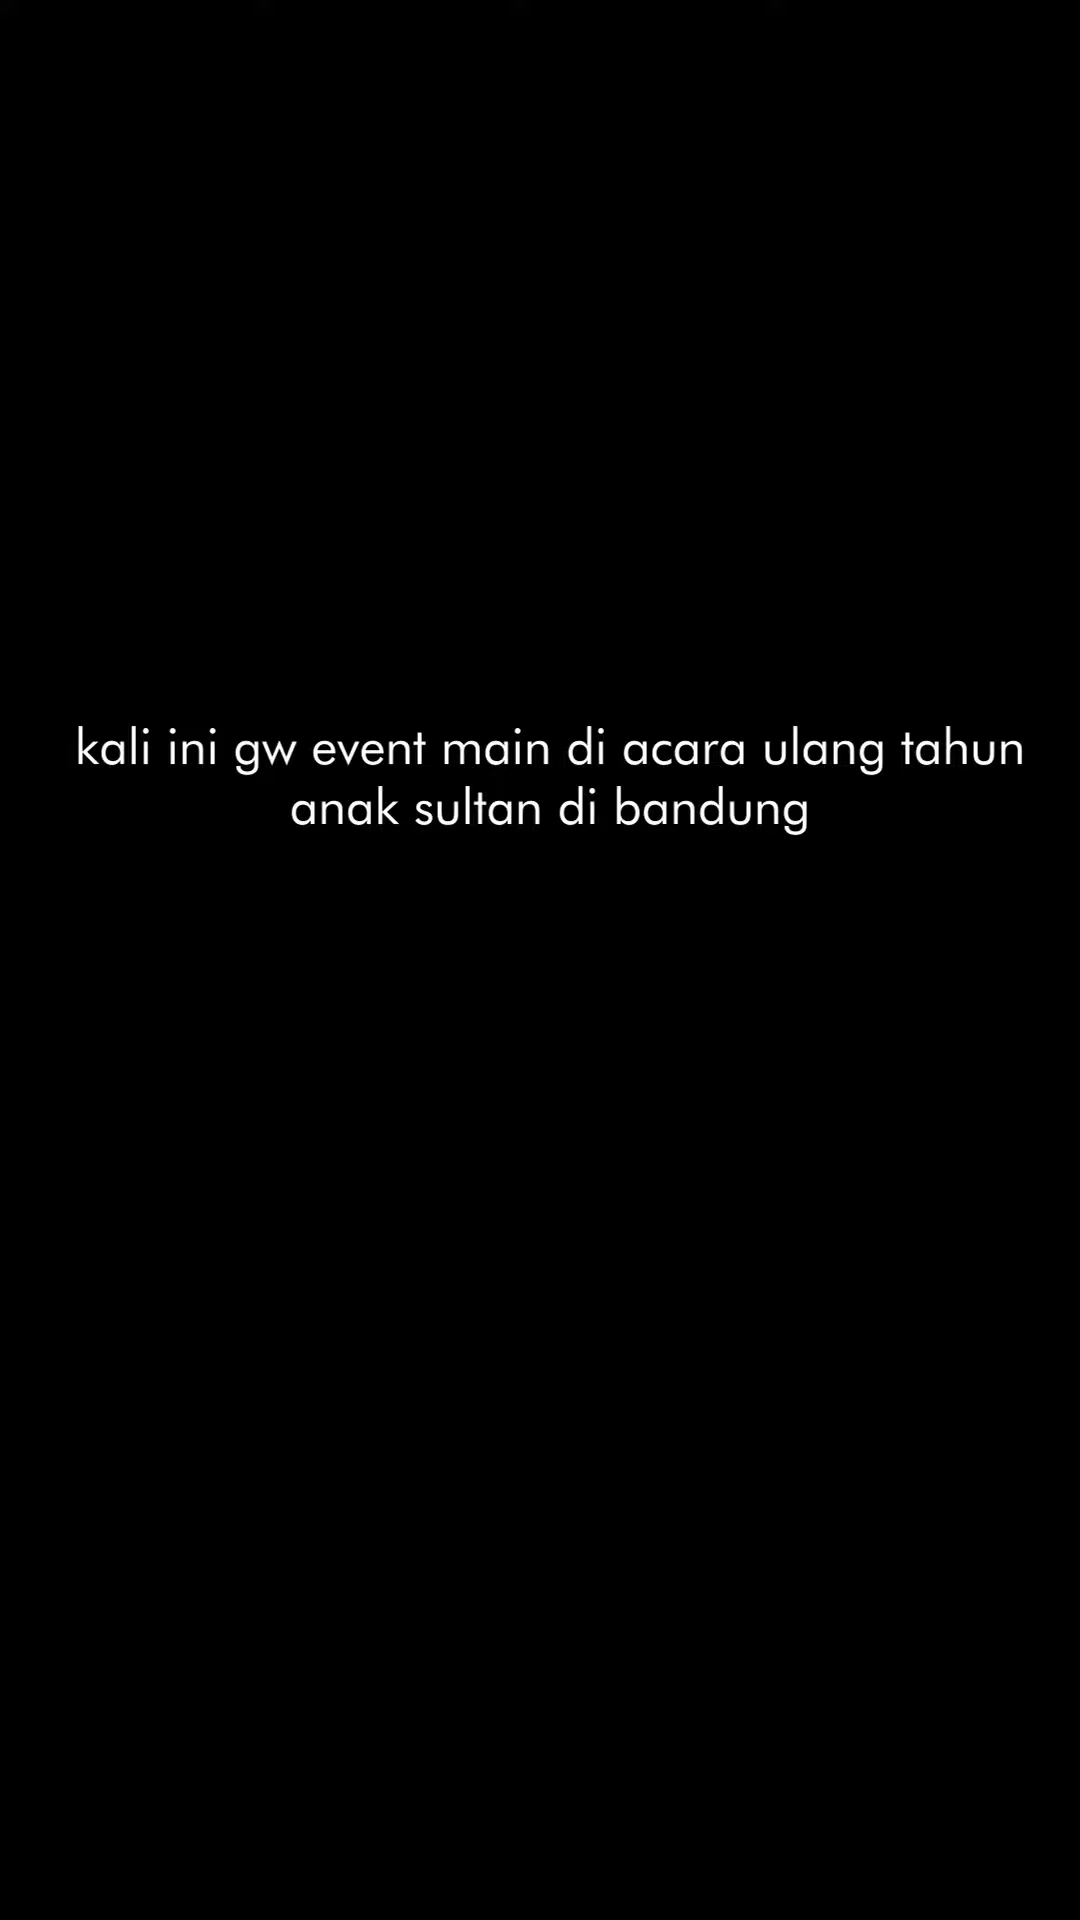 kali ini gw event main di acara ulang tahun
anak sultan di bandung